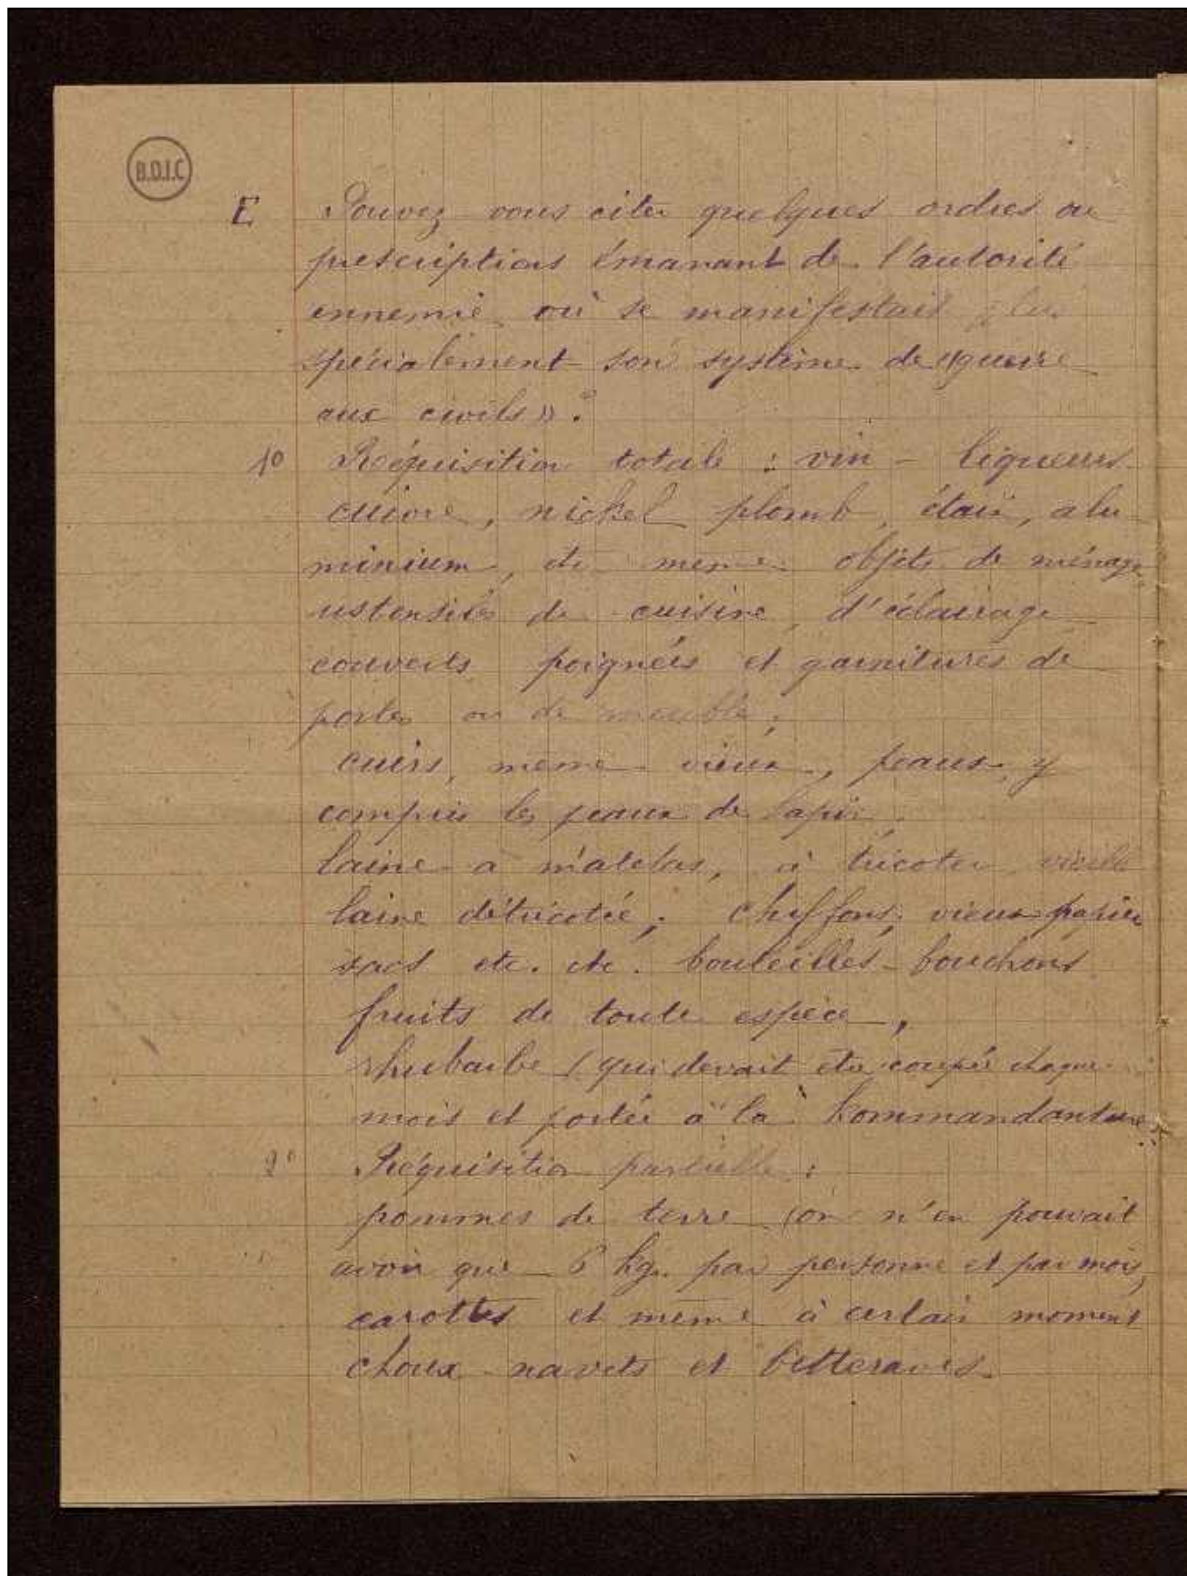 B.D.I.C
E Pouvez vous citer quelques ordres ou
prescriptions émanant de l'autorité
ennemie où se manifestait plus
spécialement son système de «guerre
aux civils» ?
1° Réquisition totale : vin - liqueurs
cuivre, nickel plomb, étain, alu
minium, et même objets de ménage
ustensiles de cuisine, d'éclairage
couverts poignées et garnitures de
portes ou de meuble ;
cuirs, même vieux, peaux, y
compris les peaux de lapin.
laine à matelas, à tricoter vieille
laine détricotée ; chiffons, vieux papier
sacs etc. etc. bouteilles - bouchons
fruits de toute espèce,
rhubarbe (qui devait être coupée chaque
mois et portée à la Kommandanture
2° Réquisition partielle :
pommes de terre (on n'en pouvait
avoir que 6 kg. par personne et par mois,
carottes et même à certain moment
choux navets et betteraves.